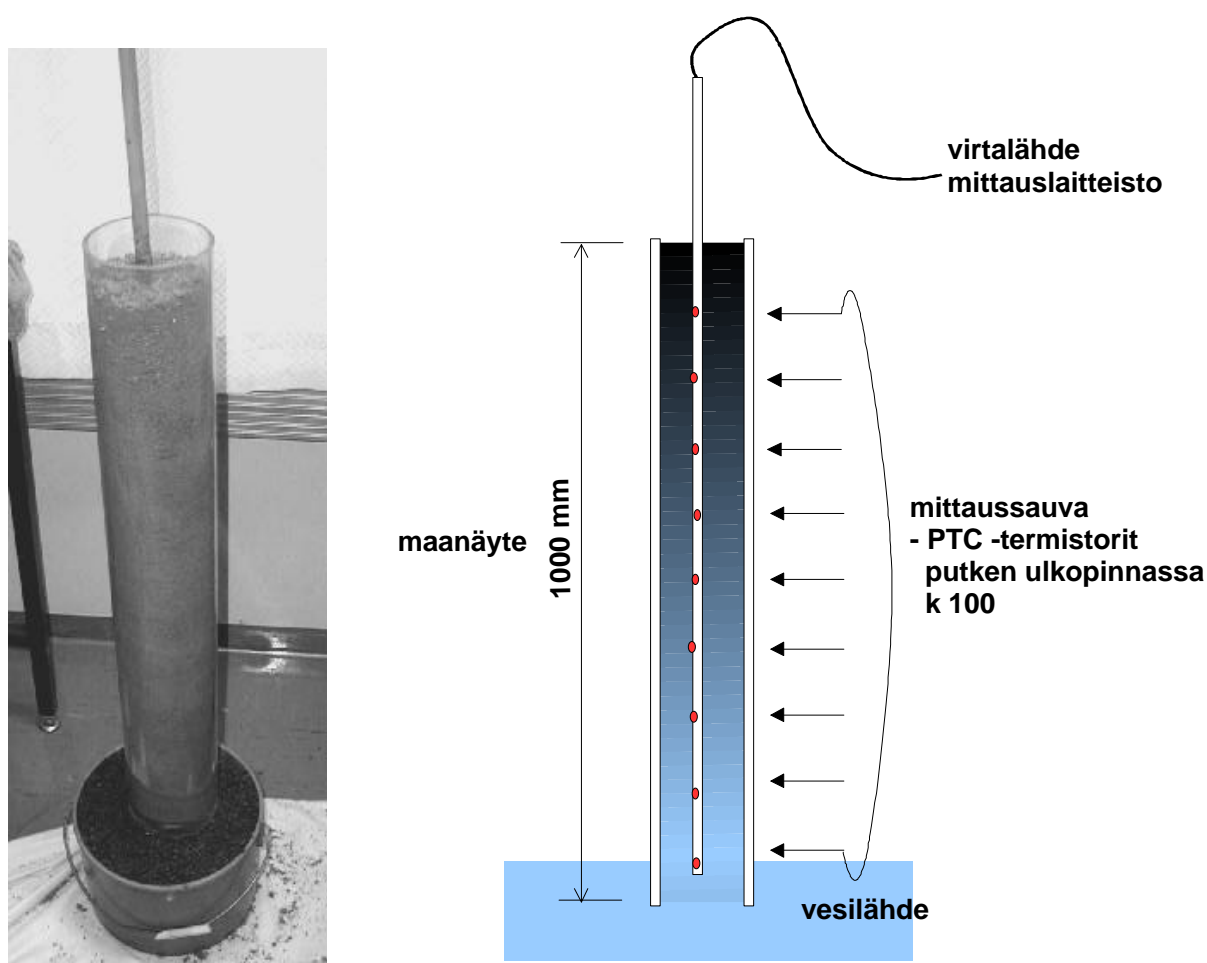 virtalähde
mittauslaitteisto
maanäyte
1000 mm
mittaussauva
- PTC -termistorit
putken ulkopinnassa
k 100
vesilähde